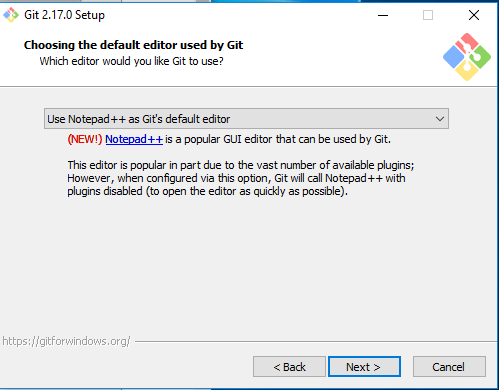 Git 2.17.0 Setup
Choosing the default editor used by Git
Which editor would you like Git to use?
Use Notepad++ as Git's default editor
(NEW!) Notepad++ is a popular GUI editor that can be used by Git.
This editor is popular in part due to the vast number of available plugins;
However, when configured via this option, Git will call Notepad++ with
plugins disabled (to open the editor as quickly as possible).
https://gitforwindows.org/
< Back
Next >
Cancel